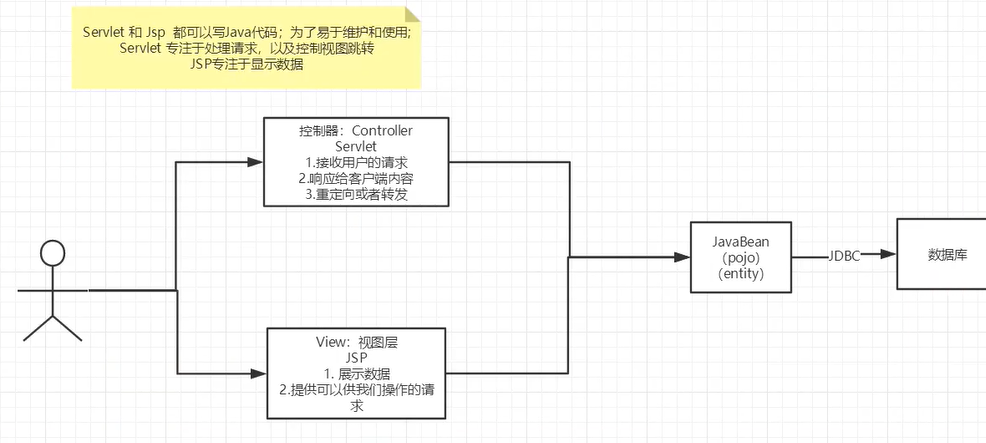 Servlet 和 Jsp 都可以写Java代码；为了易于维护和使用;
Servlet 专注于处理请求，以及控制视图跳转
JSP专注于显示数据
控制器：Controller
Servlet
1.接收用户的请求
2.响应给客户端内容
3.重定向或者转发
JavaBean
（pojo）
（entity）
JDBC
数据库
View：视图层
JSP
1. 展示数据
2.提供可以供我们操作的请
求